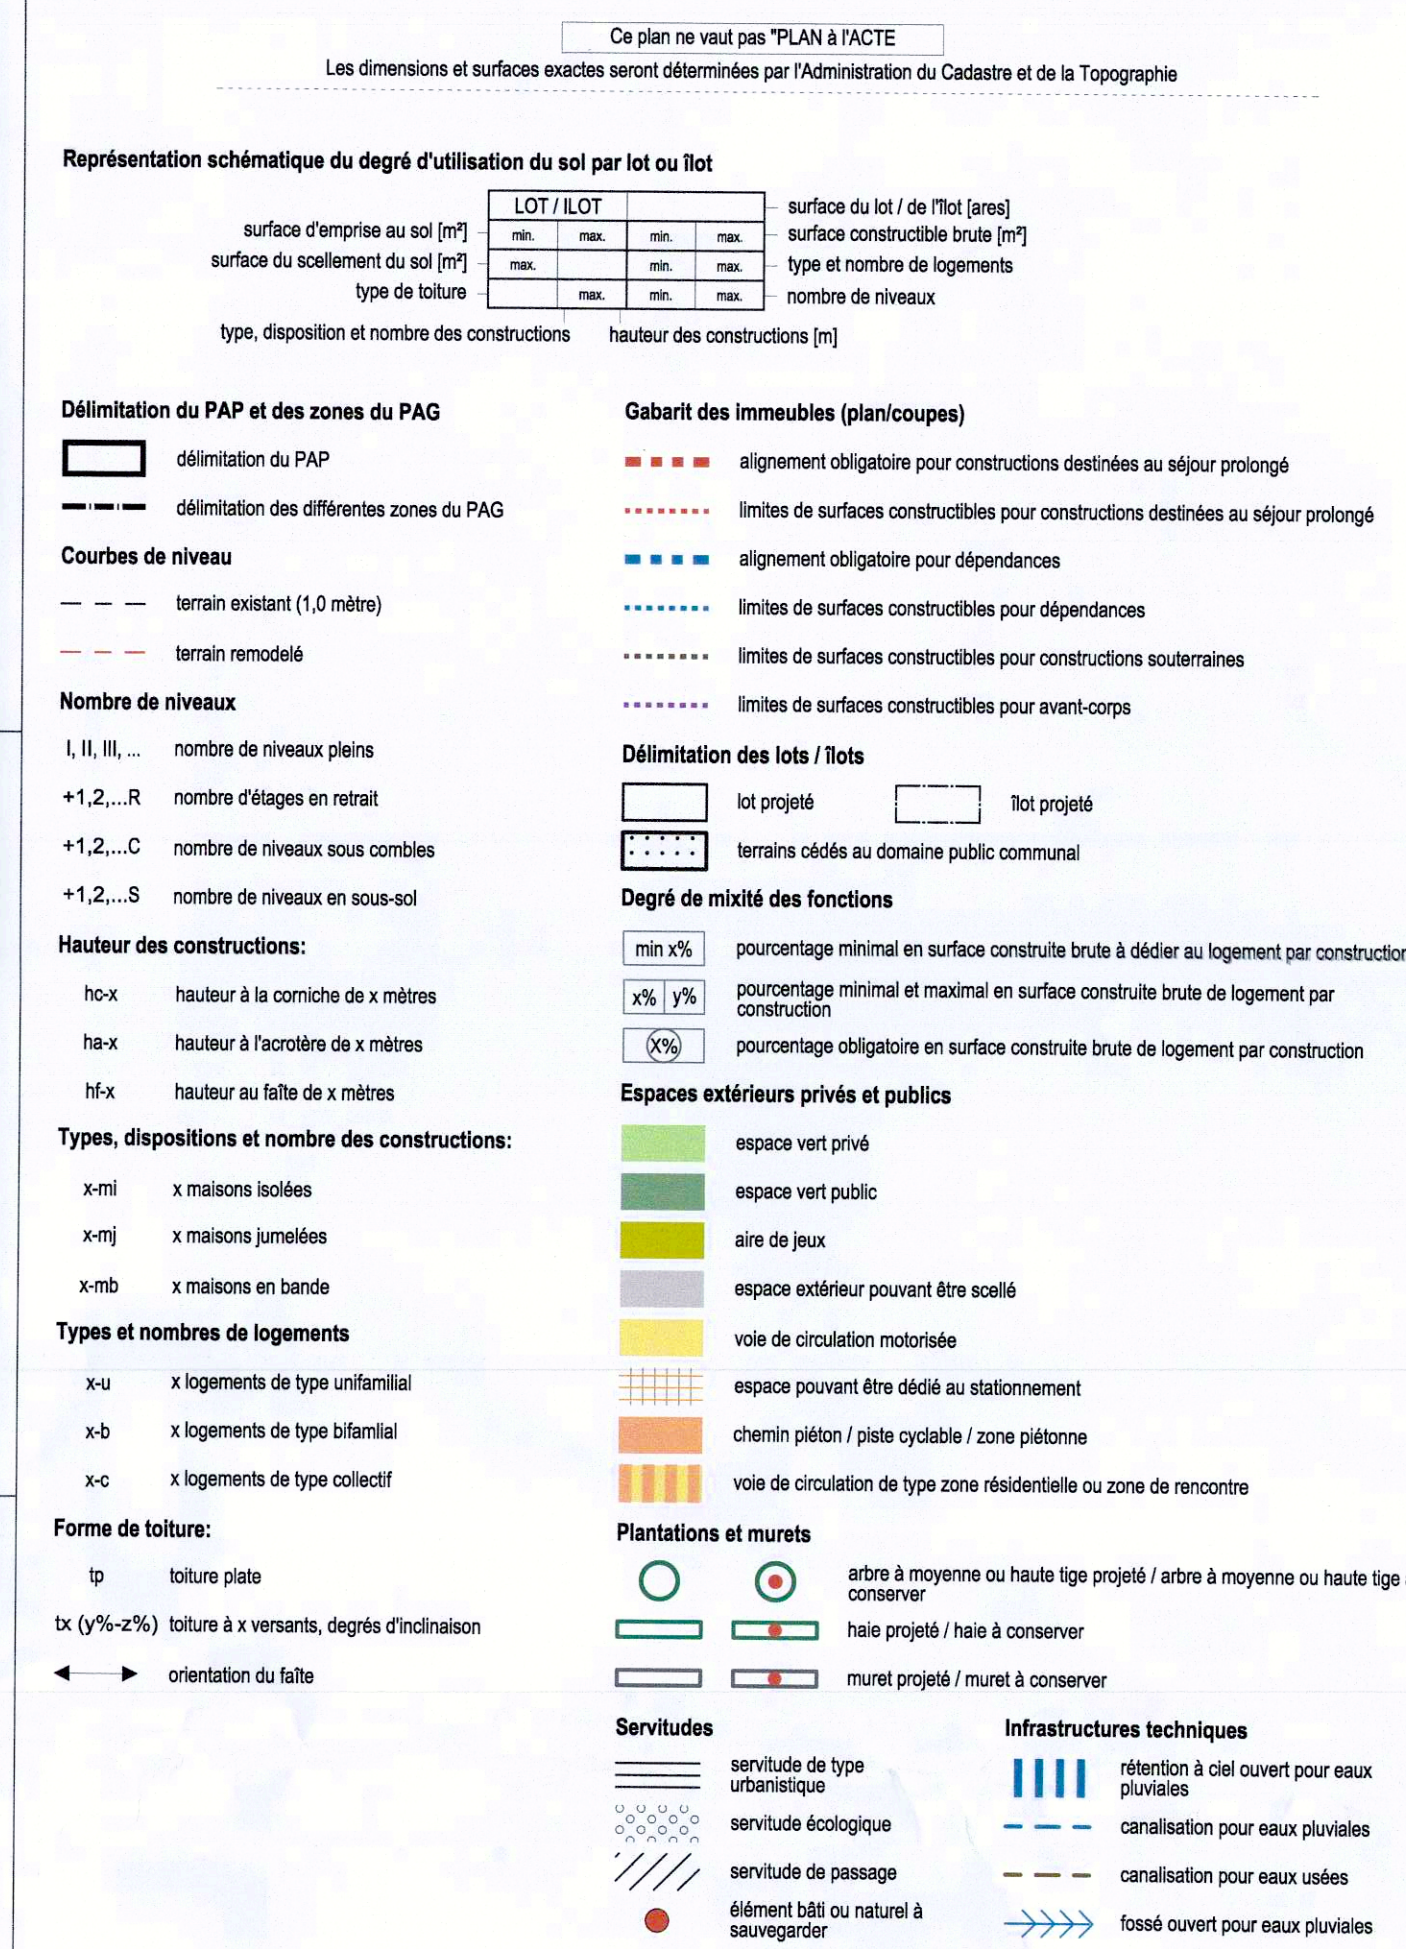 Ce plan ne vaut pas "PLAN à l'ACTE
Les dimensions et surfaces exactes seront déterminées par l'Administration du Cadastre et de la Topographie
Représentation schématique du degré d'utilisation du sol par lot ou îlot
LOT / ILOT
surface du lot / de l'îlot [ares]
surface d'emprise au sol [m²] min. max. min. max. surface constructible brute [m²]
surface du scellement du sol [m²] max. min. max. type et nombre de logements
type de toiture max. min. max. nombre de niveaux
type, disposition et nombre des constructions hauteur des constructions [m]
Délimitation du PAP et des zones du PAG
délimitation du PAP
délimitation des différentes zones du PAG
Courbes de niveau
terrain existant (1,0 mètre)
terrain remodelé
Nombre de niveaux
I, II, III, ... nombre de niveaux pleins
+1,2,...R nombre d'étages en retrait
+1,2,...C nombre de niveaux sous combles
+1,2,...S nombre de niveaux en sous-sol
Hauteur des constructions:
hc-x hauteur à la corniche de x mètres
ha-x hauteur à l'acrotère de x mètres
hf-x hauteur au faîte de x mètres
Types, dispositions et nombre des constructions:
x-mi x maisons isolées
x-mj x maisons jumelées
x-mb x maisons en bande
Types et nombres de logements
x-u x logements de type unifamilial
x-b x logements de type bifamlial
x-c x logements de type collectif
Forme de toiture:
tp toiture plate
tx (y%-z%) toiture à x versants, degrés d'inclinaison
orientation du faîte
Gabarit des immeubles (plan/coupes)
alignement obligatoire pour constructions destinées au séjour prolongé
limites de surfaces constructibles pour constructions destinées au séjour prolongé
alignement obligatoire pour dépendances
limites de surfaces constructibles pour dépendances
limites de surfaces constructibles pour constructions souterraines
limites de surfaces constructibles pour avant-corps
Délimitation des lots / îlots
lot projeté îlot projeté
terrains cédés au domaine public communal
Degré de mixité des fonctions
min x% pourcentage minimal en surface construite brute à dédier au logement par construction
x% y% pourcentage minimal et maximal en surface construite brute de logement par
construction
X% pourcentage obligatoire en surface construite brute de logement par construction
Espaces extérieurs privés et publics
espace vert privé
espace vert public
aire de jeux
espace extérieur pouvant être scellé
voie de circulation motorisée
espace pouvant être dédié au stationnement
chemin piéton / piste cyclable / zone piétonne
voie de circulation de type zone résidentielle ou zone de rencontre
Plantations et murets
arbre à moyenne ou haute tige projeté / arbre à moyenne ou haute tige
conserver
haie projeté / haie à conserver
muret projeté / muret à conserver
Servitudes
servitude de type
urbanistique
servitude écologique
servitude de passage
élément bâti ou naturel à
sauvegarder
Infrastructures techniques
rétention à ciel ouvert pour eaux
pluviales
canalisation pour eaux pluviales
canalisation pour eaux usées
fossé ouvert pour eaux pluviales